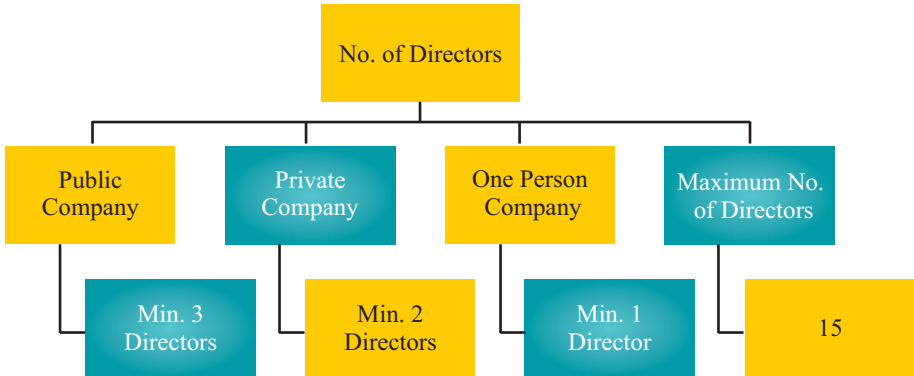 No. of Directors
Public
Company
Private
Company
One Person
Company
Maximum No.
of Directors
Min. 3
Directors
Min. 2
Directors
Min. 1
Director
15